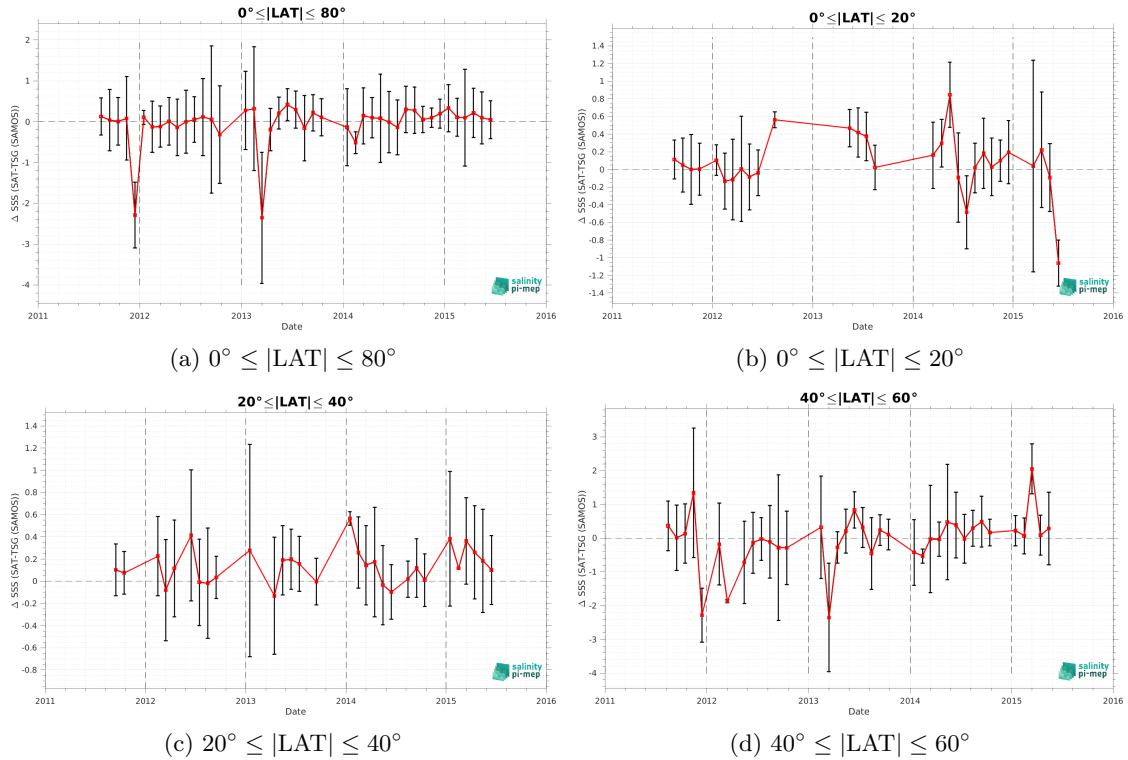 0°≤|LAT|≤ 80°
Δ SSS (SAT-TSG (SAMOS))
2
1
0
-1
-2
-3
-4
2011 2012 2013 2014 2015 2016
Date
salinity
pi-mep
(a) 0° ≤ |LAT| ≤ 80°
0°≤|LAT|≤ 20°
Δ SSS (SAT-TSG (SAMOS))
1.4
1.2
1
0.8
0.6
0.4
0.2
0
-0.2
-0.4
-0.6
-0.8
-1
-1.2
-1.4
2011 2012 2013 2014 2015 2016
Date
salinity
pi-mep
(b) 0° ≤ |LAT| ≤ 20°
20°≤|LAT|≤ 40°
Δ SSS (SAT-TSG (SAMOS))
1.4
1.2
1
0.8
0.6
0.4
0.2
0
-0.2
-0.4
-0.6
-0.8
2011 2012 2013 2014 2015 2016
Date
salinity
pi-mep
(c) 20° ≤ |LAT| ≤ 40°
40°≤|LAT|≤ 60°
Δ SSS (SAT-TSG (SAMOS))
3
2
1
0
-1
-2
-3
-4
2011 2012 2013 2014 2015 2016
Date
salinity
pi-mep
(d) 40° ≤ |LAT| ≤ 60°